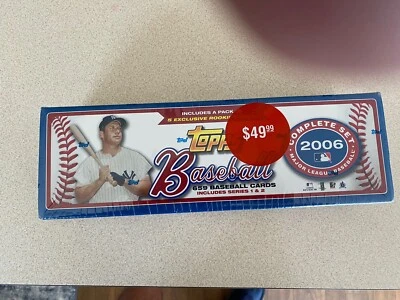 INCLUDES A PACK
5 EXCLUSIVE ROOKIE
Topps
$49.99
Baseball
659 BASEBALL CARDS
INCLUDES SERIES 1 & 2
COMPLETE SET
2006
MAJOR LEAGUE BASEBALL